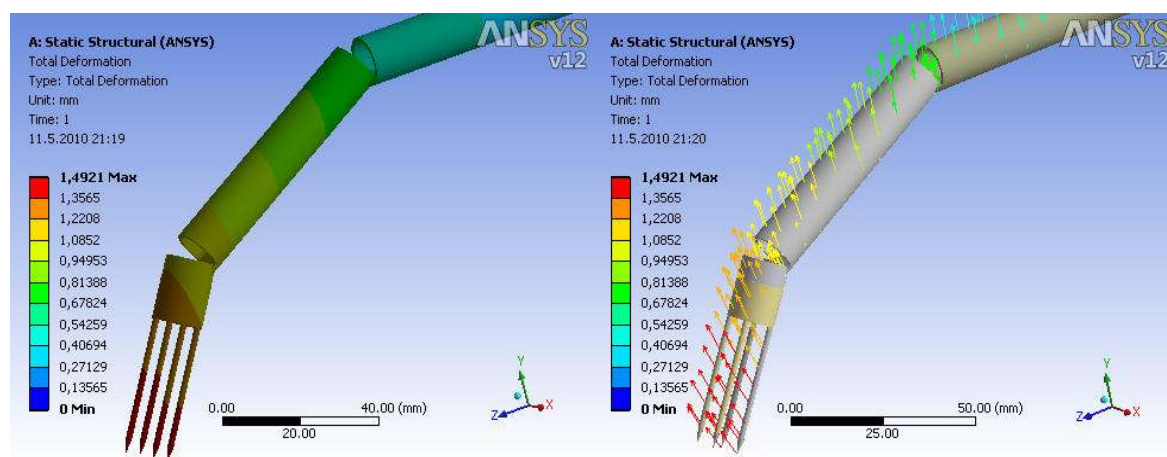 A: Static Structural (ANSYS)
Total Deformation
Type: Total Deformation
Unit: mm
Time: 1
11.5.2010 21:19
1,4921 Max
1,3565
1,2208
1,0852
0,94953
0,81388
0,67824
0,54259
0,40694
0,27129
0,13565
0 Min
ANSYS
v12
0.00
40.00 (mm)
20.00
Y
Z
X
A: Static Structural (ANSYS)
Total Deformation
Type: Total Deformation
Unit: mm
Time: 1
11.5.2010 21:20
1,4921 Max
1,3565
1,2208
1,0852
0,94953
0,81388
0,67824
0,54259
0,40694
0,27129
0,13565
0 Min
ANSYS
v12
0.00
50.00 (mm)
25.00
Y
Z
X